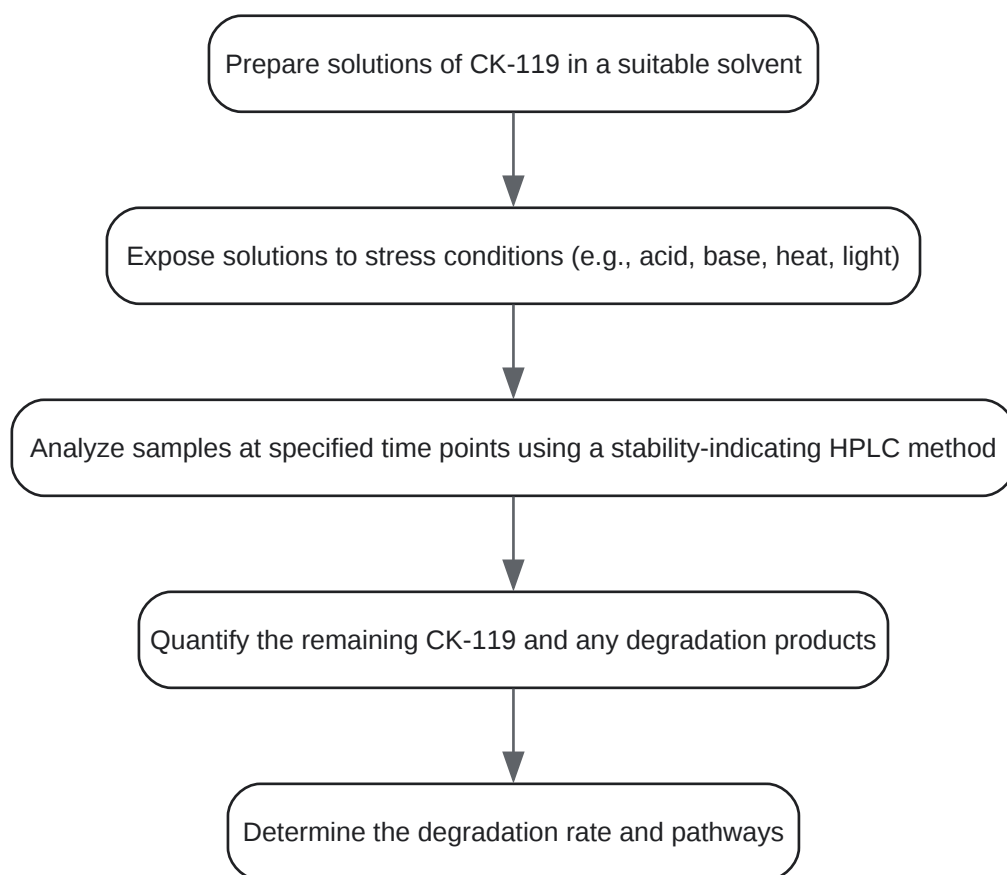 Prepare solutions of CK-119 in a suitable solvent
Expose solutions to stress conditions (e.g., acid, base, heat, light)
Analyze samples at specified time points using a stability-indicating HPLC method
Quantify the remaining CK-119 and any degradation products
Determine the degradation rate and pathways